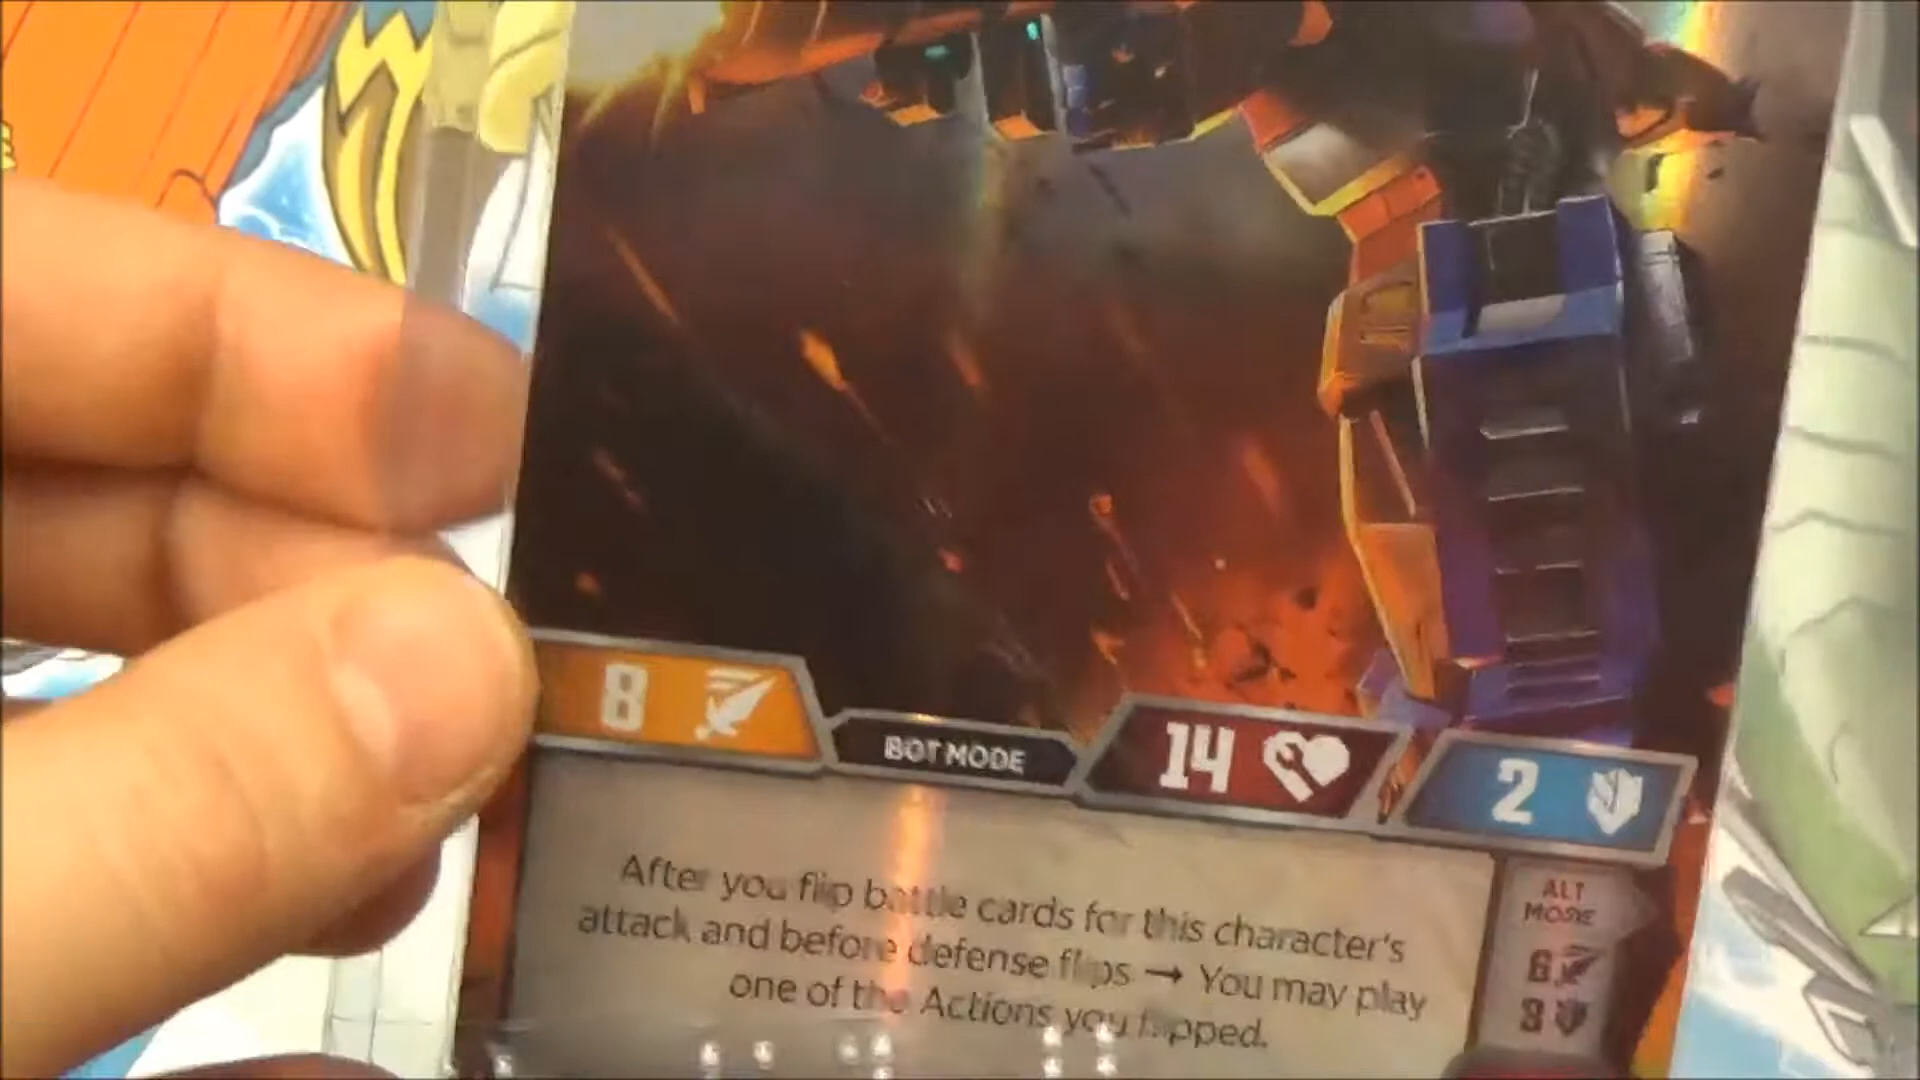 8
BOT MODE
14
2
After you flip battle cards for this character's
attack and before defense flips → You may play
one of the Actions you flipped.
ALT
MODE
6
3